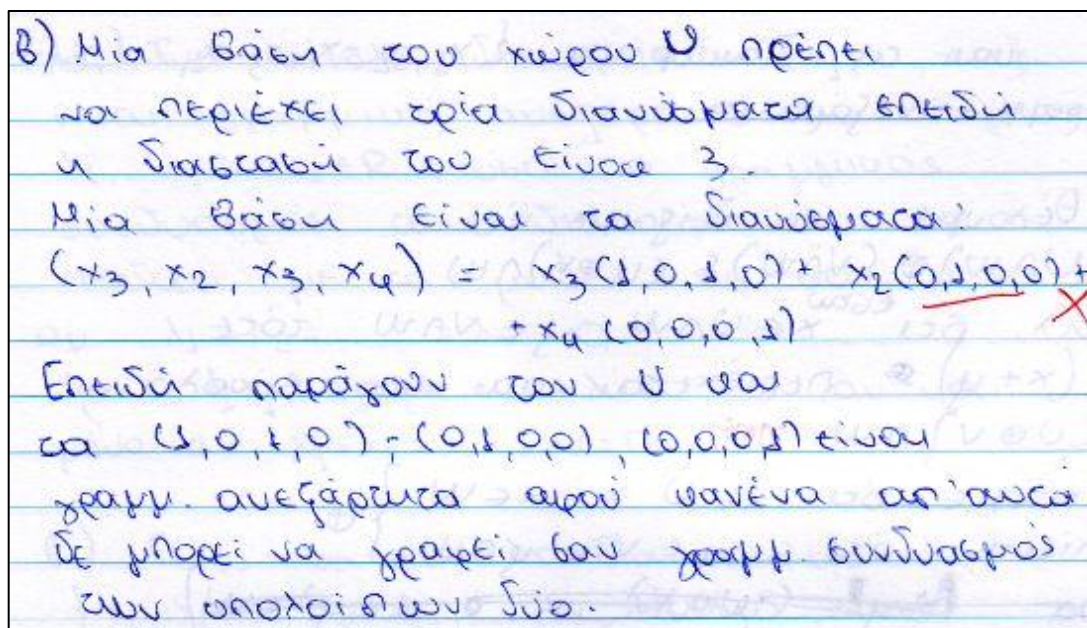 β) Μία βάση του χώρου U πρέπει
να περιέχει τρία διανύσματα επειδή
η διάσταση του είναι 3.
Μία βάση είναι τα διανύσματα
(x3, x2, x3, x4) = x3(1,0,1,0) + x2(0,1,0,0) +
+ x4(0,0,0,1)
Επειδή παράγουν τον U και
τα (1,0,1,0), (0,1,0,0), (0,0,0,1) είναι
γραμμ. ανεξάρτητα αφού κανένα απ' αυτά
δε μπορεί να γραφεί σαν γραμμ. συνδυασμός
των υπολοίπων δύο.